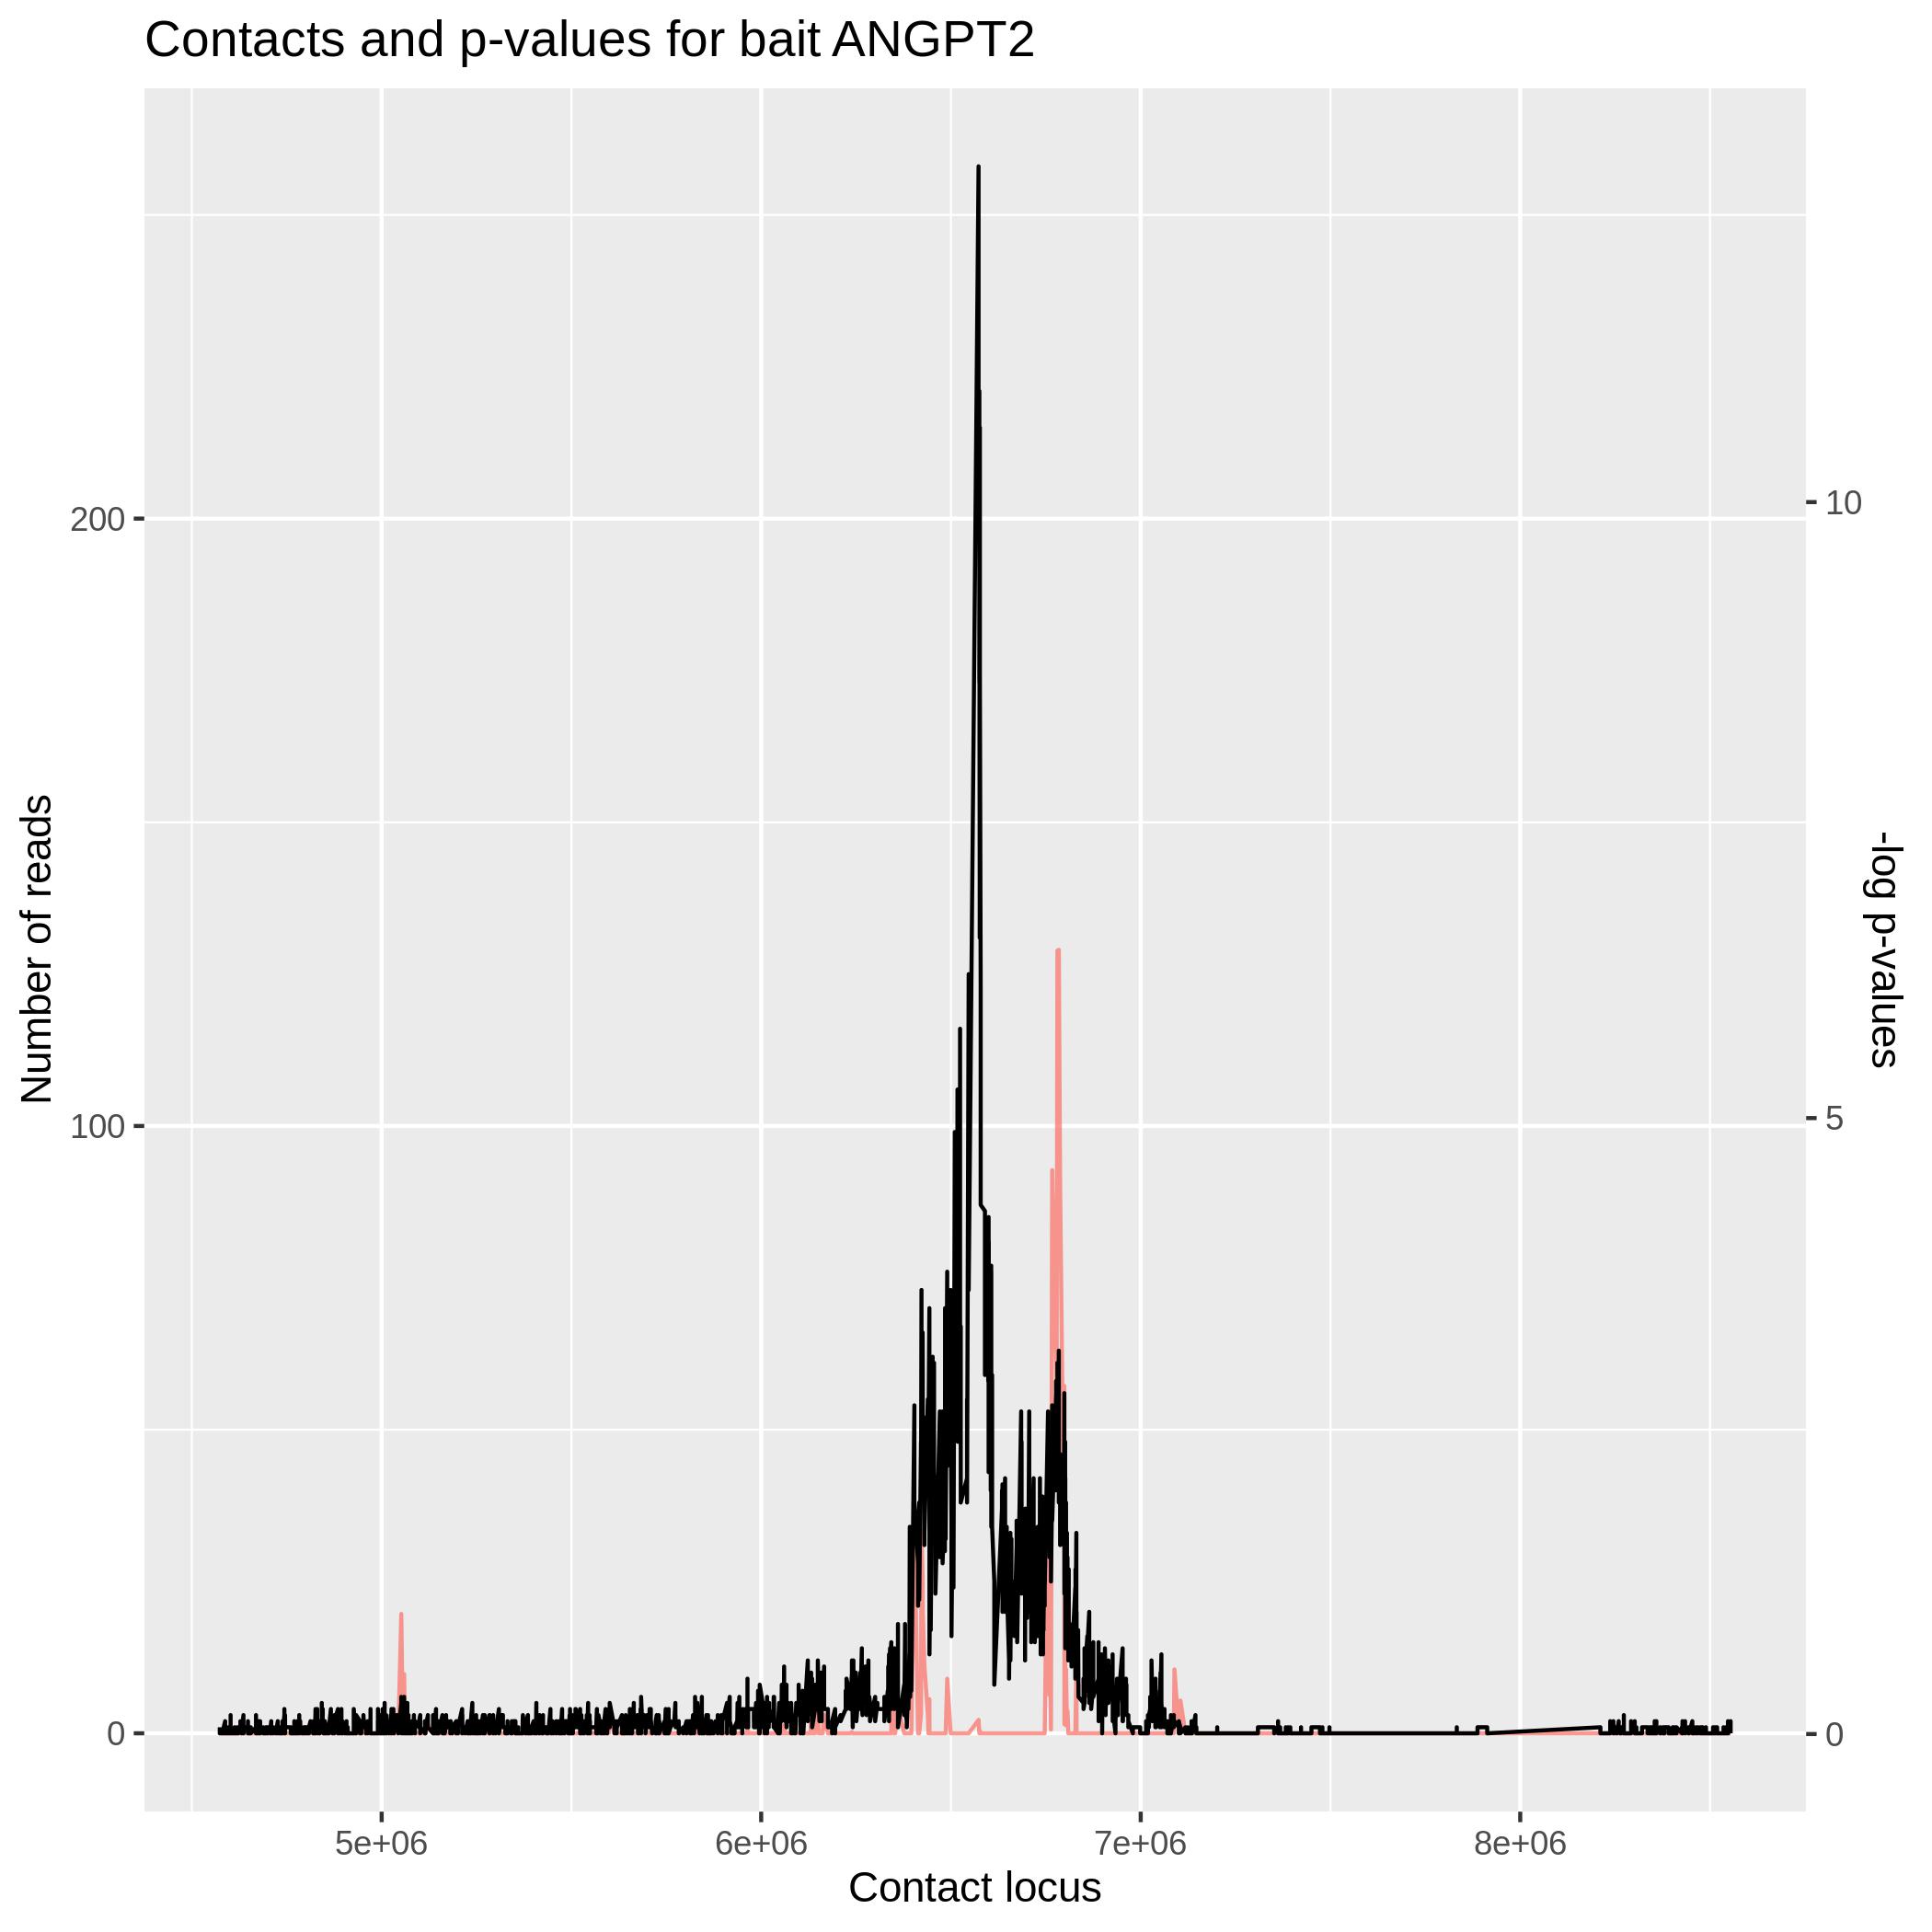 Contacts and p-values for bait ANGPT2
Number of reads
200
100
0
10
5
0
-log p-values
5e+06
6e+06
7e+06
8e+06
Contact locus